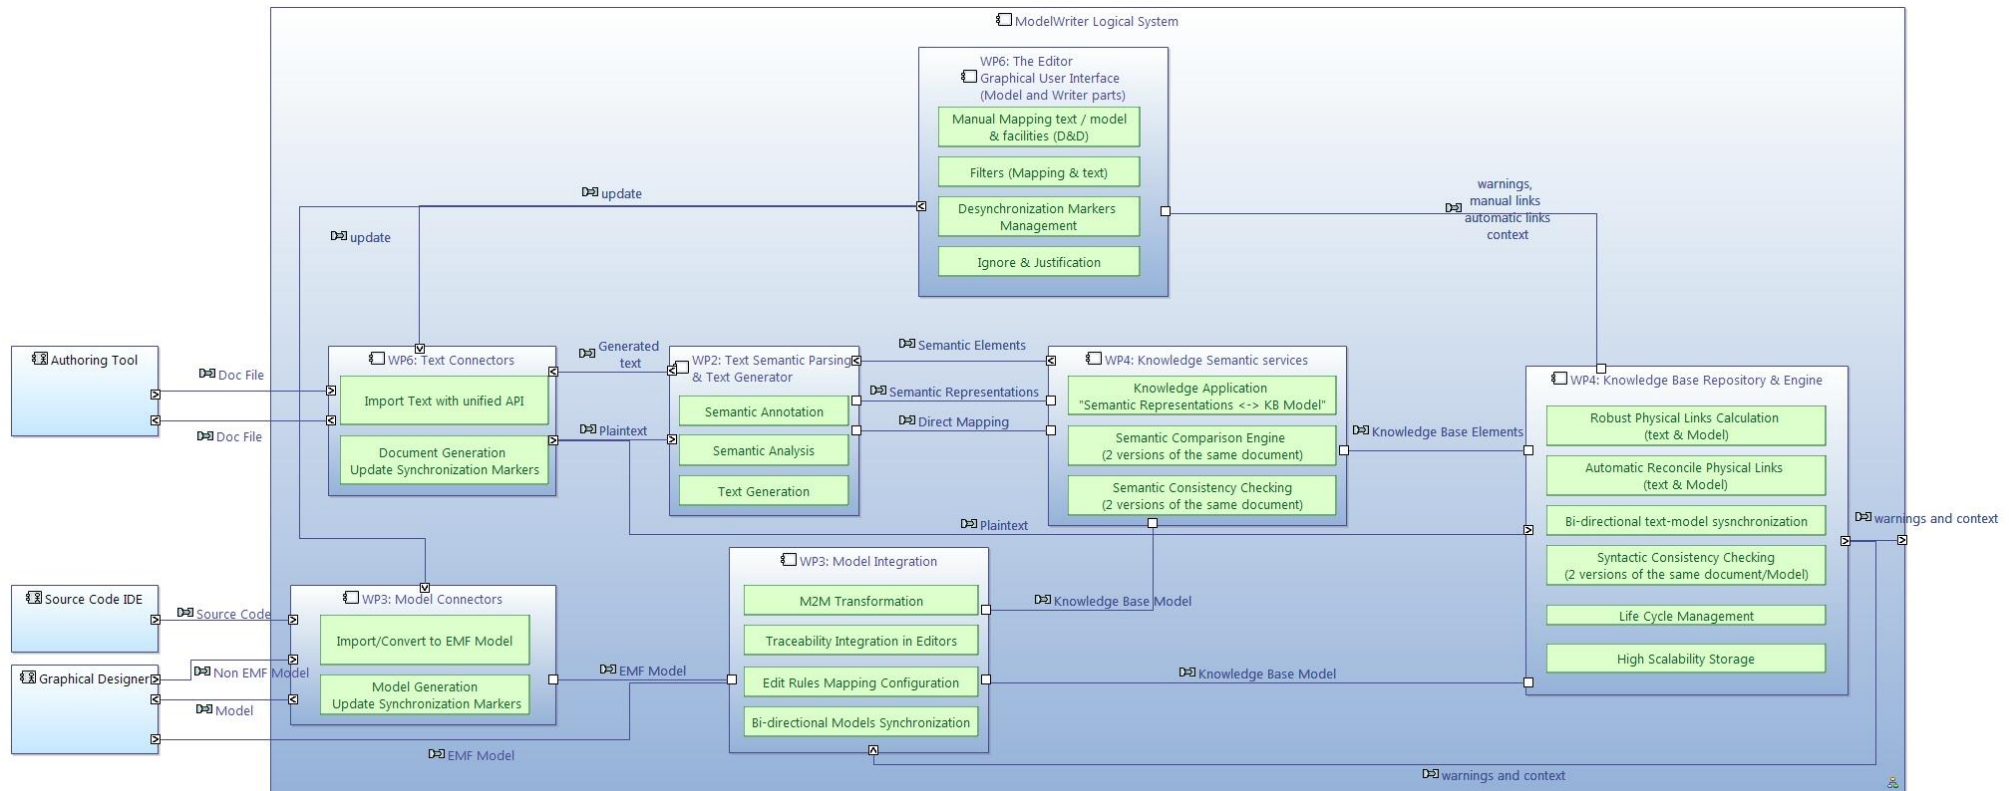 ModelWriter Logical System
WP6: The Editor
Graphical User Interface
(Model and Writer parts)
Manual Mapping text / model
& facilities (D&D)
Filters (Mapping & text)
Desynchronization Markers
Management
Ignore & Justification
update
update
warnings,
manual links
automatic links
context
Authoring Tool
Doc File
Doc File
WP6: Text Connectors
Import Text with unified API
Document Generation
Update Synchronization Markers
Generated
text
Plaintext
WP2: Text Semantic Parsing
& Text Generator
Semantic Annotation
Semantic Analysis
Text Generation
Semantic Elements
Semantic Representations
Direct Mapping
WP4: Knowledge Semantic services
Knowledge Application
"Semantic Representations <-> KB Model"
Semantic Comparison Engine
(2 versions of the same document)
Semantic Consistency Checking
(2 versions of the same document)
Knowledge Base Elements
Plaintext
WP4: Knowledge Base Repository & Engine
Robust Physical Links Calculation
(text & Model)
Automatic Reconcile Physical Links
(text & Model)
Bi-directional text-model sysnchronization
Syntactic Consistency Checking
(2 versions of the same document/Model)
Life Cycle Management
High Scalability Storage
warnings and context
Source Code IDE
Source Code
Graphical Designer
Non EMF Model
Model
EMF Model
WP3: Model Connectors
Import/Convert to EMF Model
Model Generation
Update Synchronization Markers
EMF Model
WP3: Model Integration
M2M Transformation
Traceability Integration in Editors
Edit Rules Mapping Configuration
Bi-directional Models Synchronization
Knowledge Base Model
Knowledge Base Model
warnings and context